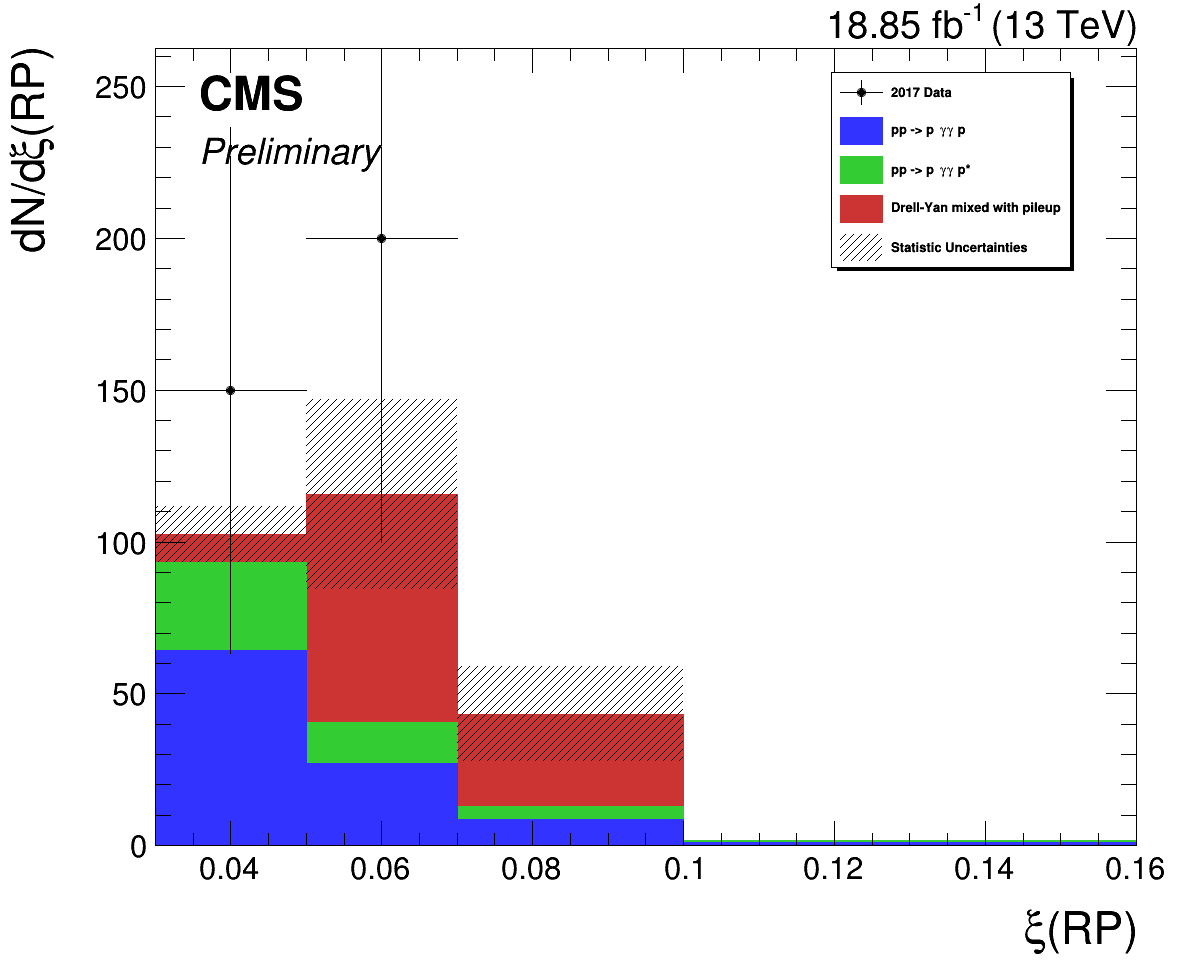 18.85 fb⁻¹ (13 TeV)
dN/dξ(RP)
CMS
Preliminary
2017 Data
pp -> p γγ p
pp -> p γγ p*
Drell-Yan mixed with pileup
Statistic Uncertainties
250
200
150
100
50
0
0.04 0.06 0.08 0.1 0.12 0.14 0.16
ξ(RP)